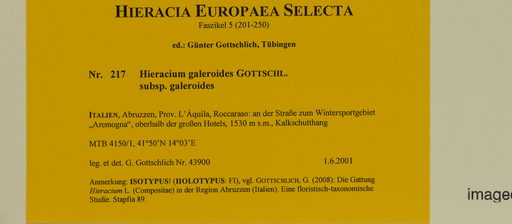 HIERACIA EUROPAEA SELECTA
Faszikel 5 (201-250)
ed.: Günter Gottschlich, Tübingen
Nr. 217 Hieracium galeroides GOTTSCHL.
subsp. galeroides
ITALIEN, Abruzzen, Prov. L'Áquila, Roccaraso: an der Straße zum Wintersportgebiet
„Aremogna“, oberhalb der großen Hotels, 1530 m s.m., Kalkschutthang
MTB 4150/1, 41°50'N 14°03'E
leg. et det. G. Gottschlich Nr. 43900 1.6.2001
Anmerkung: ISOTYPUS! (HOLOTYPUS: FI), vgl. GOTTSCHLICH, G. (2008): Die Gattung
Hieracium L. (Compositae) in der Region Abruzzen (Italien). Eine floristisch-taxonomische
Studie. Stapfia 89.
image